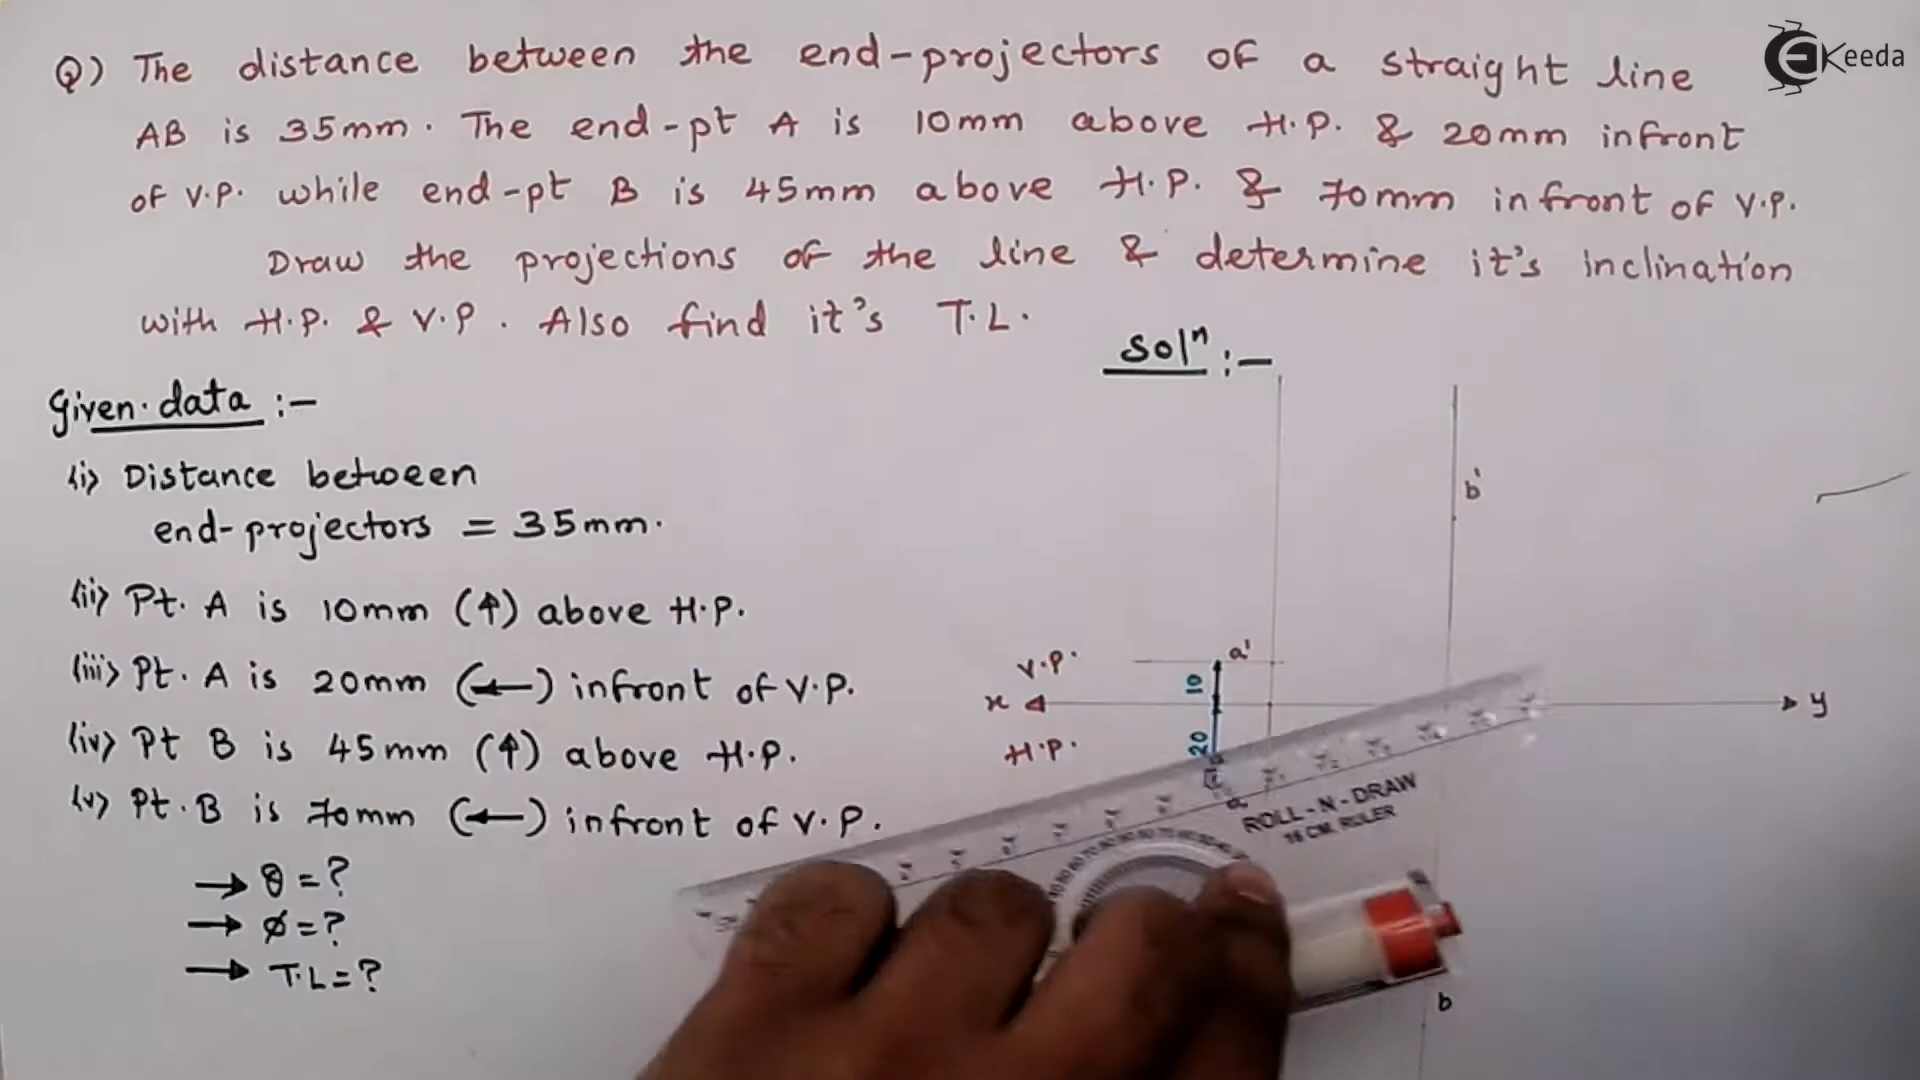 Q) The distance between the end-projectors of a straight line
AB is 35mm. The end-pt A is 10mm above H.P. & 20mm infront
of V.P. while end-pt B is 45mm above H.P. & 70mm infront of V.P.
Draw the projections of the line & determine it's inclination
with H.P. & V.P. Also find it's T.L.
Given data :-
(i) Distance between
end-projectors = 35mm.
(ii) Pt. A is 10mm (↑) above H.P.
(iii) Pt. A is 20mm (←) infront of V.P.
(iv) Pt B is 45mm (↑) above H.P.
(v) Pt. B is 70mm (←) infront of V.P.
→ θ = ?
→ ø = ?
→ T.L = ?
Solⁿ :-
b'
a'
V.P.
10
x
y
H.P.
20
a
b
ROLL - N - DRAW
CM. RULER
EKeeda